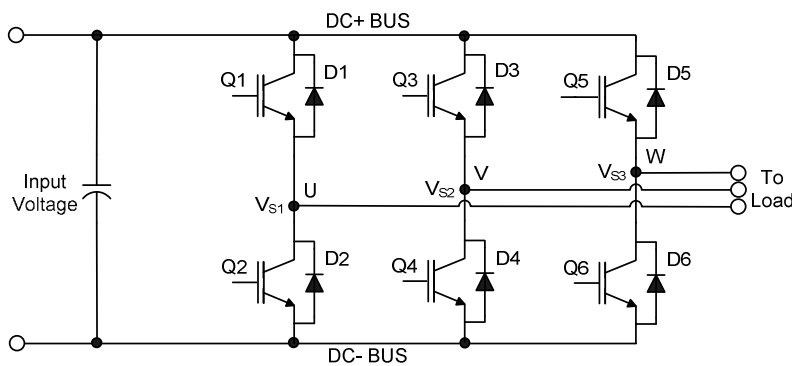 DC+ BUS
Q1
D1
Q3
D3
Q5
D5
Input
Voltage
VS1
U
VS2
V
VS3
W
To
Load
Q2
D2
Q4
D4
Q6
D6
DC- BUS